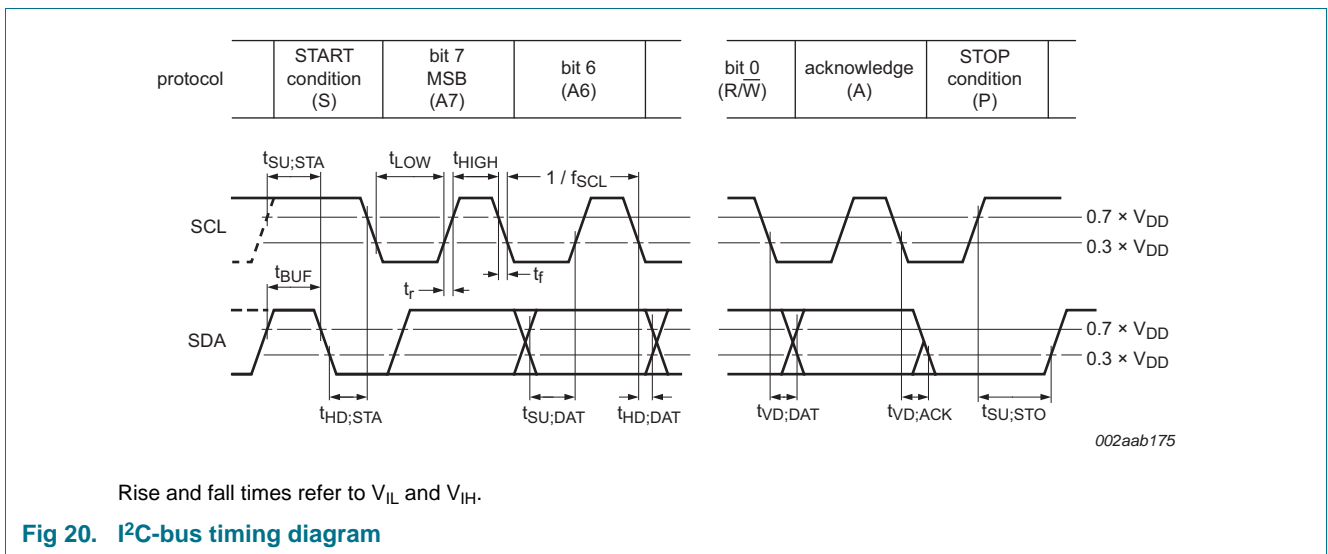 protocol
START
condition
(S)
bit 7
MSB
(A7)
bit 6
(A6)
bit 0
(R/W̅)
acknowledge
(A)
STOP
condition
(P)
tSU;STA
tLOW
tHIGH
1 / fSCL
SCL
0.7 × VDD
0.3 × VDD
tBUF
tr
tf
SDA
0.7 × VDD
0.3 × VDD
tHD;STA
tSU;DAT
tHD;DAT
tVD;DAT
tVD;ACK
tSU;STO
002aab175
Rise and fall times refer to VIL and VIH.
Fig 20. I²C-bus timing diagram